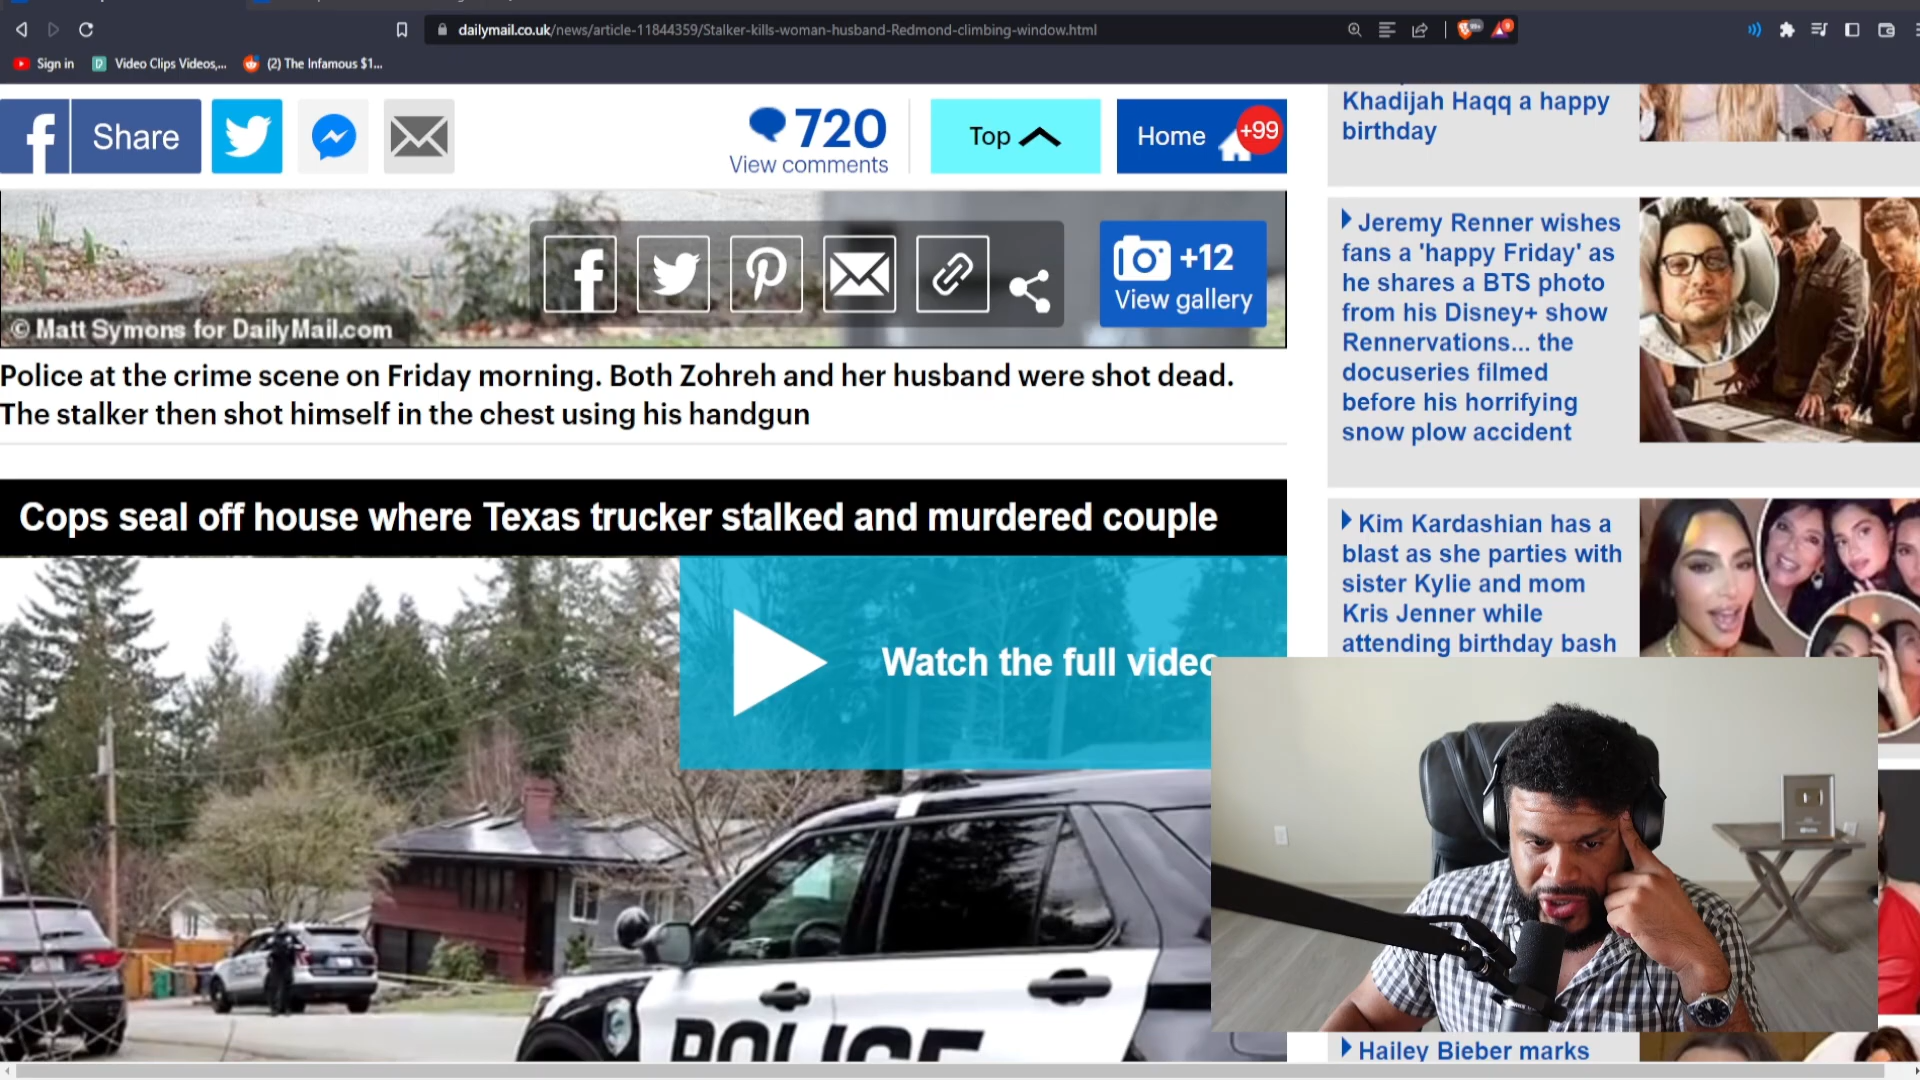 dailymail.co.uk/news/article-11844359/Stalker-kills-woman-husband-Redmond-climbing-window.html
Sign in
Video Clips Videos,...
(2) The Infamous $1...
Share
720
View comments
Top
Home
+99
+12
View gallery
© Matt Symons for DailyMail.com
Police at the crime scene on Friday morning. Both Zohreh and her husband were shot dead.
The stalker then shot himself in the chest using his handgun
Cops seal off house where Texas trucker stalked and murdered couple
Watch the full video
POLICE
Khadijah Haqq a happy
birthday
Jeremy Renner wishes
fans a 'happy Friday' as
he shares a BTS photo
from his Disney+ show
Rennervations... the
docuseries filmed
before his horrifying
snow plow accident
Kim Kardashian has a
blast as she parties with
sister Kylie and mom
Kris Jenner while
attending birthday bash
Hailey Bieber marks